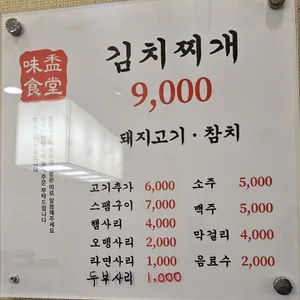 味盃
食堂
김치찌개
9,000
돼지고기 · 참치
고기추가 6,000
스팸구이 7,000
햄사리 4,000
오뎅사리 2,000
라면사리 1,000
두부사리 1,000
소주 5,000
맥주 5,000
막걸리 4,000
음료수 2,000